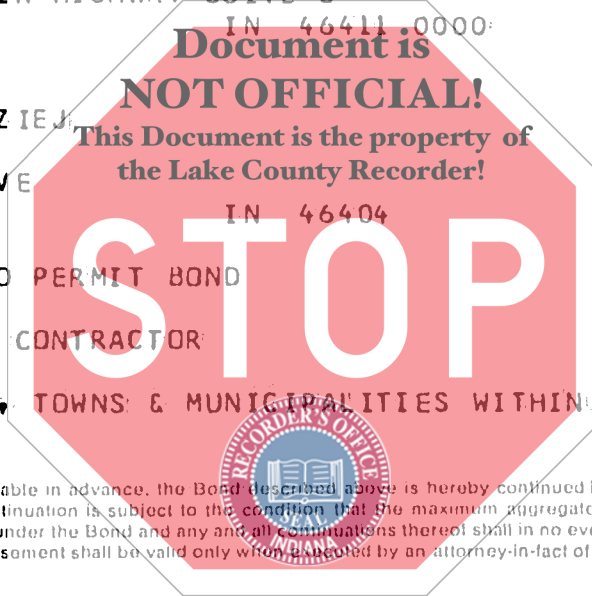 IN 46411 0000
Document is
NOT OFFICIAL!
ZIEJ
This Document is the property of
the Lake County Recorder!
VE
IN 46404
STOP
O PERMIT BOND
CONTRACTOR
TOWNS & MUNICIPALITIES WITHIN
RECORDER'S OFFICE
SEAL
INDIANA
able in advance, the Bond described above is hereby continued
tinuation is subject to the condition that the maximum aggregate
under the Bond and any and all continuations thereof shall in no eve
sement shall be valid only when executed by an attorney-in-fact of